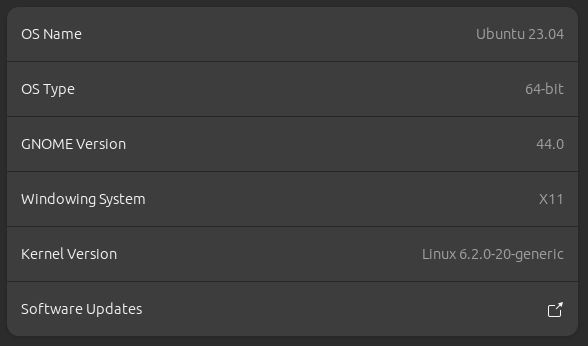 OS Name Ubuntu 23.04
OS Type 64-bit
GNOME Version 44.0
Windowing System X11
Kernel Version Linux 6.2.0-20-generic
Software Updates